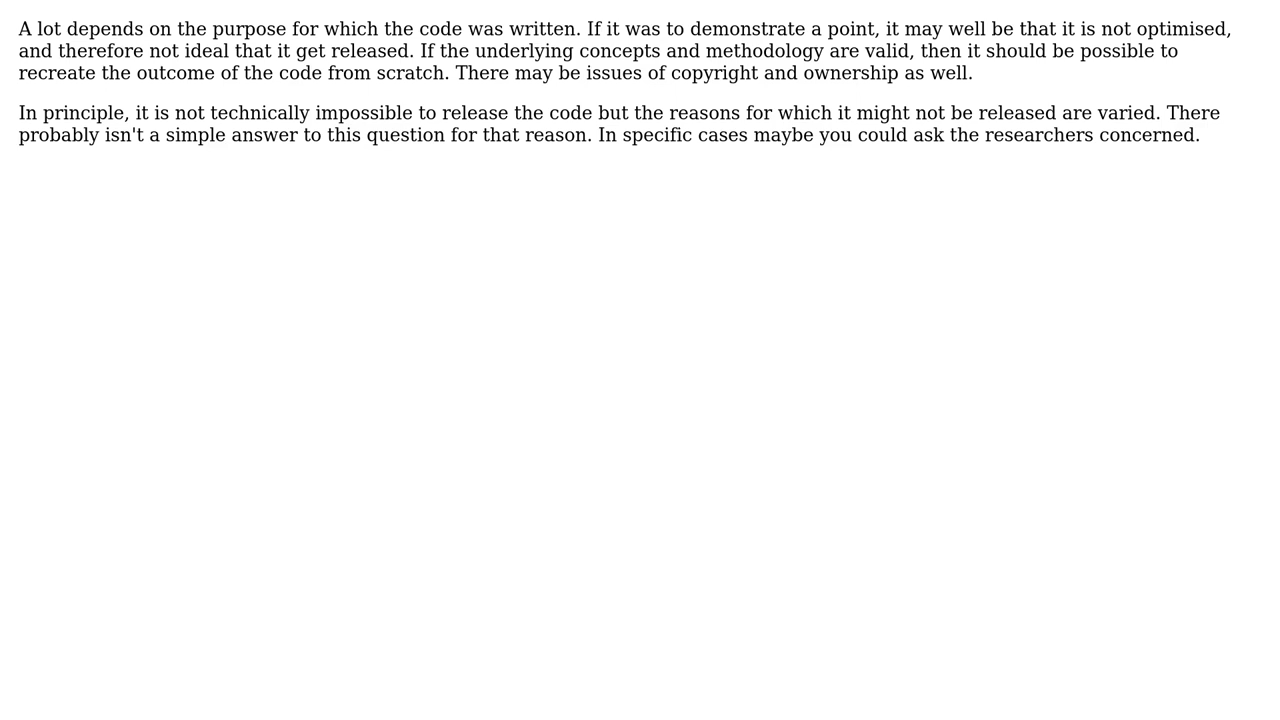 A lot depends on the purpose for which the code was written. If it was to demonstrate a point, it may well be that it is not optimised,
and therefore not ideal that it get released. If the underlying concepts and methodology are valid, then it should be possible to
recreate the outcome of the code from scratch. There may be issues of copyright and ownership as well.
In principle, it is not technically impossible to release the code but the reasons for which it might not be released are varied. There
probably isn't a simple answer to this question for that reason. In specific cases maybe you could ask the researchers concerned.